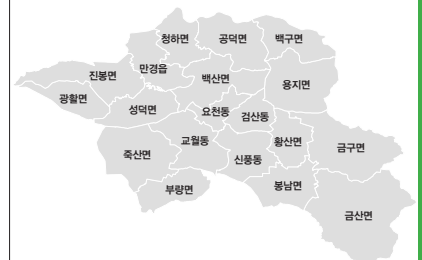 청하면
공덕면
백구면
만경읍
진봉면
백산면
용지면
광활면
성덕면
요천동
검산동
교월동
황산면
금구면
죽산면
신풍동
부량면
봉남면
금산면